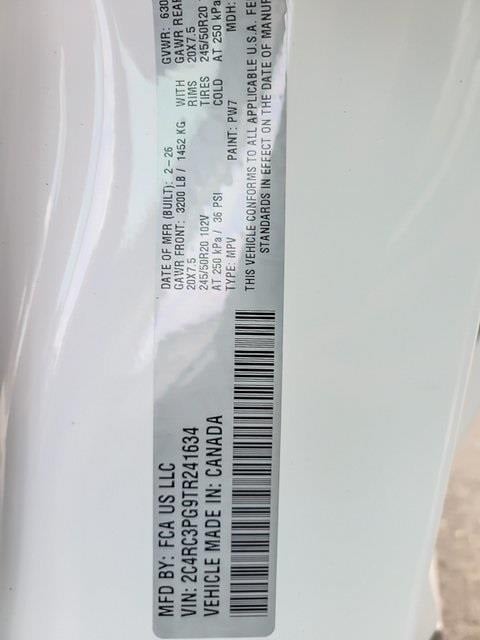 MFD BY: FCA US LLC
VIN: 2C4RC3PG9TR241634
VEHICLE MADE IN: CANADA
DATE OF MFR (BUILT): 2-26
GVWR: 630
GAWR FRONT: 3200 LB / 1452 KG WITH
GAWR REAR
20X7.5 RIMS 20X7.5
245/50R20 102V TIRES 245/50R20
AT 250 kPa / 36 PSI COLD AT 250 kPa
TYPE: MPV PAINT: PW7 MDH:
THIS VEHICLE CONFORMS TO ALL APPLICABLE U.S.A. FE
STANDARDS IN EFFECT ON THE DATE OF MANUF